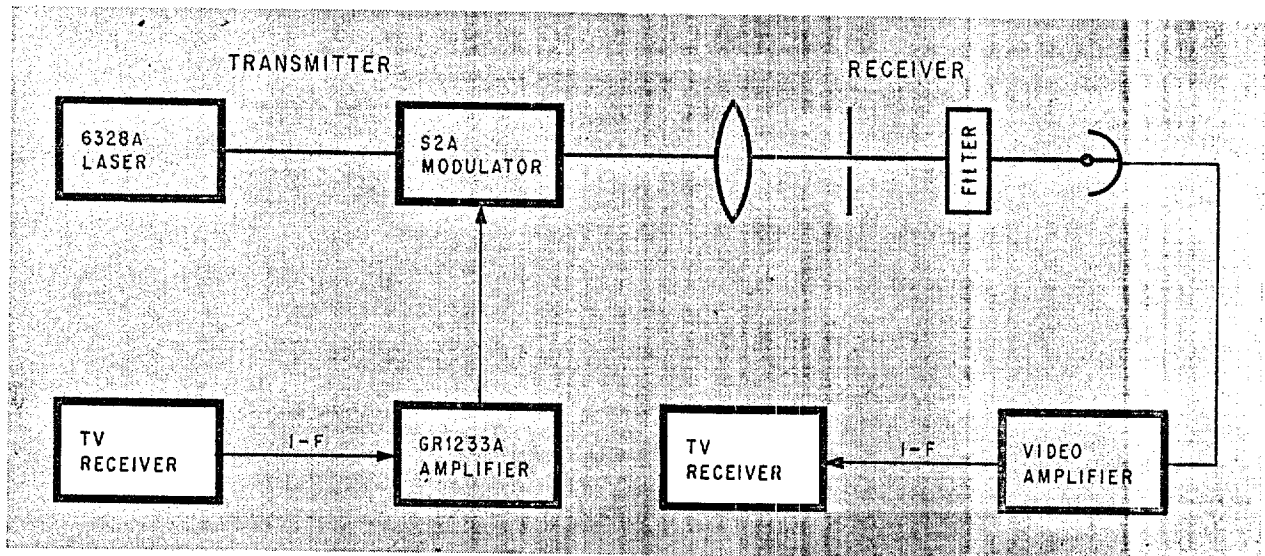 TRANSMITTER
RECEIVER
6328A
LASER
S2A
MODULATOR
FILTER
TV
RECEIVER
I-F
GR1233A
AMPLIFIER
TV
RECEIVER
I-F
VIDEO
AMPLIFIER